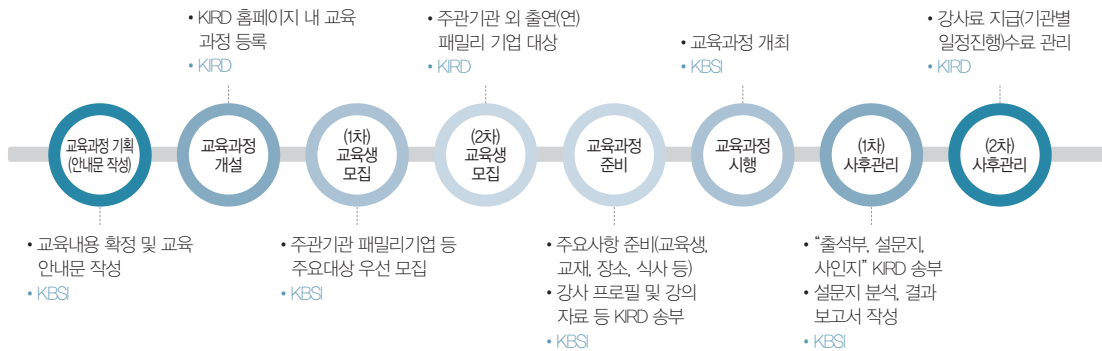 • KIRD 홈페이지 내 교육
과정 등록
• KIRD
• 주관기관 외 출연(연)
패밀리 기업 대상
• KIRD
• 교육과정 개최
• KBSI
• 강사료 지급(기관별
일정진행)수료 관리
• KIRD
교육과정 기획
(안내문 작성)
교육과정
개설
(1차)
교육생
모집
(2차)
교육생
모집
교육과정
준비
교육과정
시행
(1차)
사후관리
(2차)
사후관리
• 교육내용 확정 및 교육
안내문 작성
• KBSI
• 주관기관 패밀리기업 등
주요대상 우선 모집
• KBSI
• 주요사항 준비(교육생,
교재, 장소, 식사 등)
• 강사 프로필 및 강의
자료 등 KIRD 송부
• KBSI
• “출석부, 설문지,
사인지” KIRD 송부
• 설문지 분석, 결과
보고서 작성
• KBSI